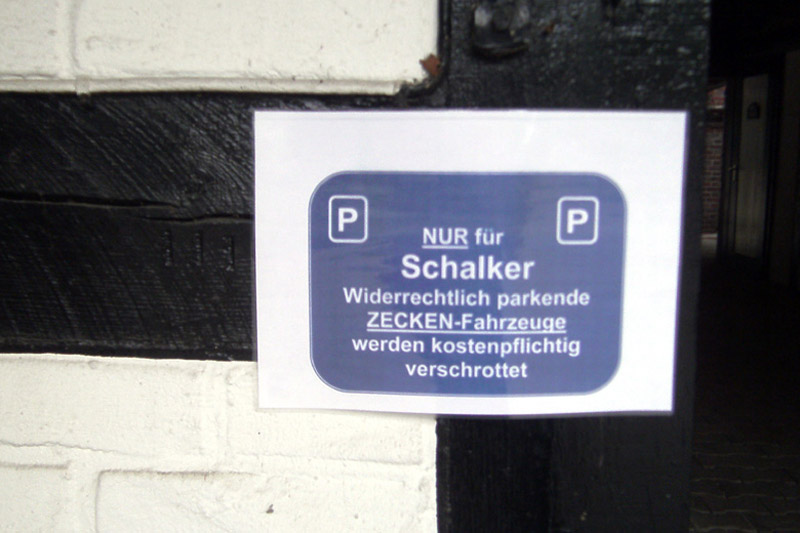 P P
NUR für
Schalker
Widerrechtlich parkende
ZECKEN-Fahrzeuge
werden kostenpflichtig
verschrottet